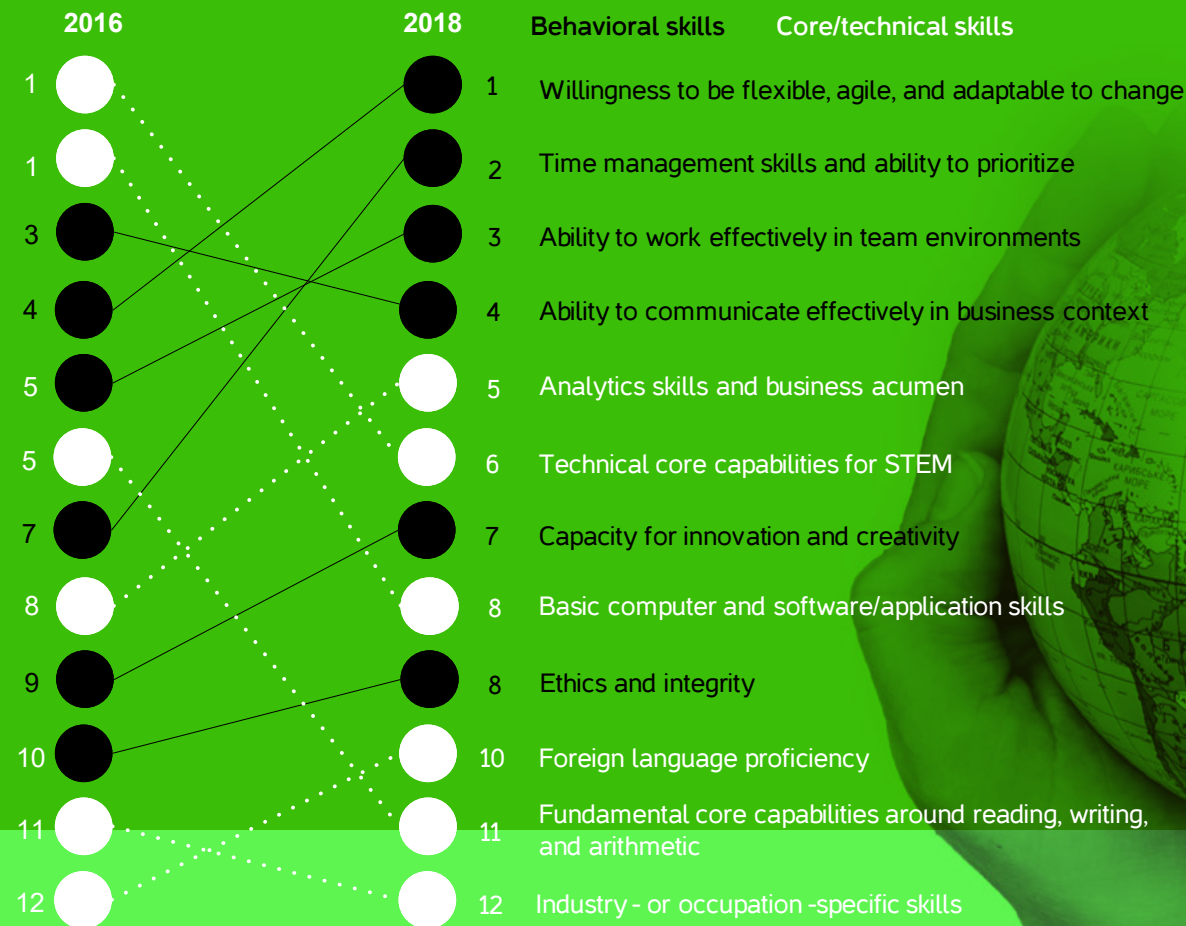 2016 2018 Behavioral skills Core/technical skills
1 1 Willingness to be flexible, agile, and adaptable to change
1 2 Time management skills and ability to prioritize
3 3 Ability to work effectively in team environments
4 4 Ability to communicate effectively in business context
5 5 Analytics skills and business acumen
5 6 Technical core capabilities for STEM
7 7 Capacity for innovation and creativity
8 8 Basic computer and software/application skills
9 8 Ethics and integrity
10 10 Foreign language proficiency
11 11 Fundamental core capabilities around reading, writing,
and arithmetic
12 12 Industry - or occupation -specific skills